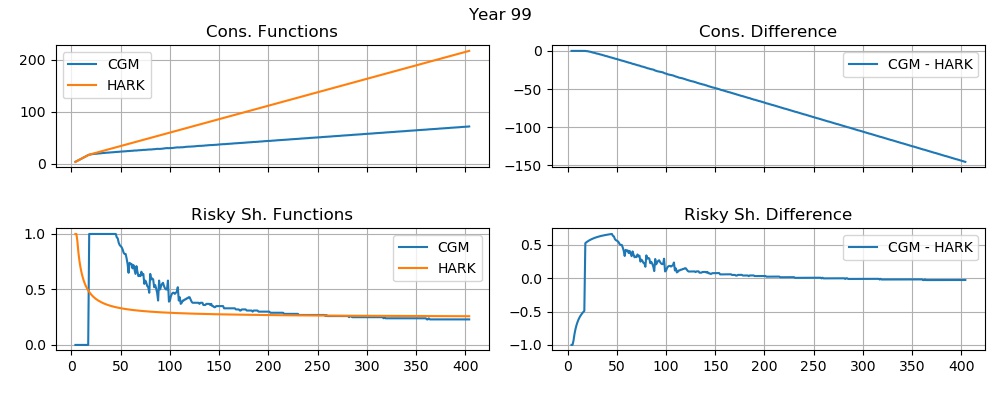 Year 99
Cons. Functions
Cons. Difference
200
100
0
CGM
HARK
0
−50
−100
−150
CGM - HARK
Risky Sh. Functions
Risky Sh. Difference
1.0
0.5
0.0
CGM
HARK
0 50 100 150 200 250 300 350 400
0.5
0.0
−0.5
−1.0
CGM - HARK
0 50 100 150 200 250 300 350 400